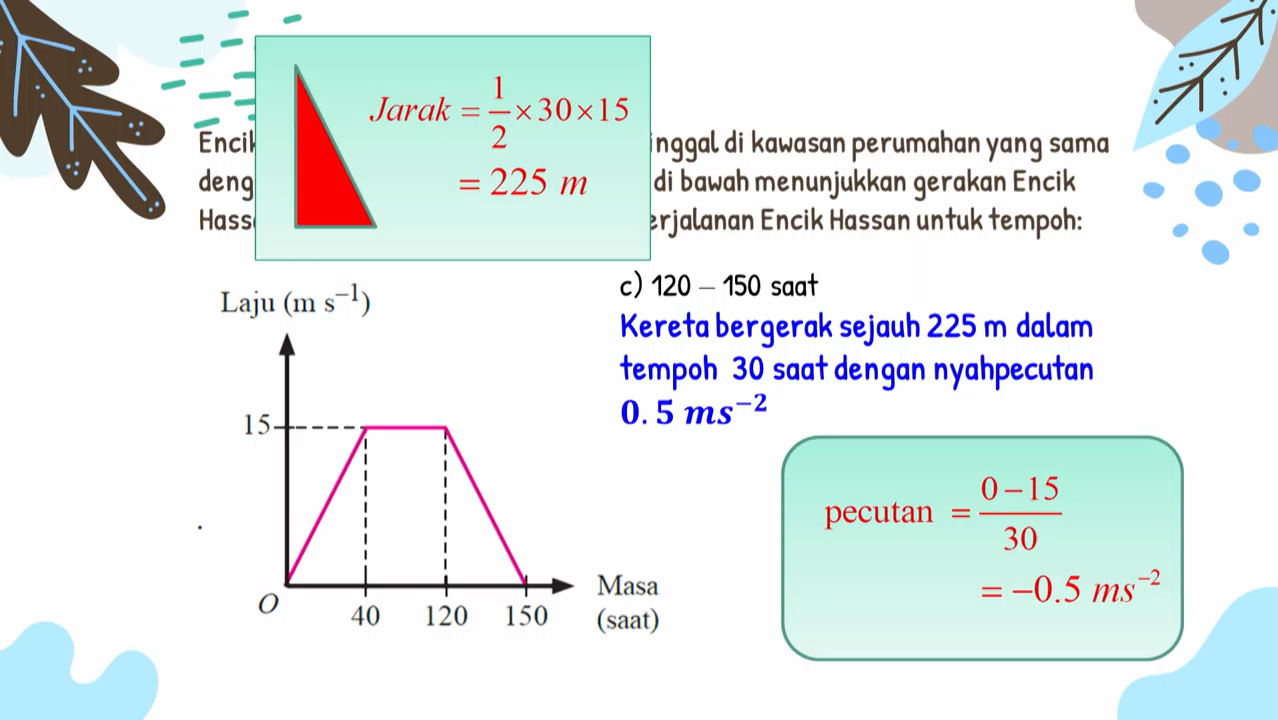 Jarak = 1/2 × 30 × 15
= 225 m
nggal di kawasan perumahan yang sama
deng
di bawah menunjukkan gerakan Encik
Hass
erjalanan Encik Hassan untuk tempoh:
c) 120 – 150 saat
Kereta bergerak sejauh 225 m dalam
tempoh 30 saat dengan nyahpecutan
0.5 ms⁻²
Laju (m s⁻¹)
15
O
40 120 150
Masa
(saat)
pecutan = (0 – 15)/30
= –0.5 ms⁻²